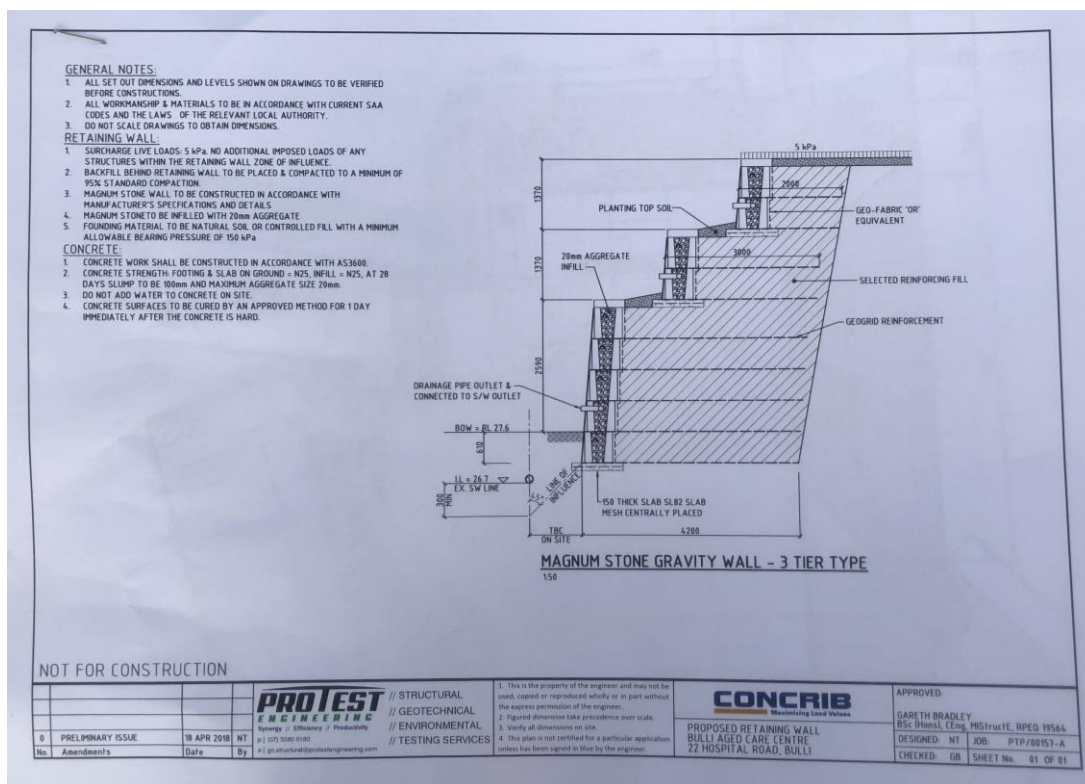 GENERAL NOTES:
1. ALL SET OUT DIMENSIONS AND LEVELS SHOWN ON DRAWINGS TO BE VERIFIED
BEFORE CONSTRUCTIONS.
2. ALL WORKMANSHIP & MATERIALS TO BE IN ACCORDANCE WITH CURRENT SAA
CODES AND THE LAWS OF THE RELEVANT LOCAL AUTHORITY.
3. DO NOT SCALE DRAWINGS TO OBTAIN DIMENSIONS.
RETAINING WALL:
1. SURCHARGE LIVE LOADS: 5 kPa. NO ADDITIONAL IMPOSED LOADS OF ANY
STRUCTURES WITHIN THE RETAINING WALL ZONE OF INFLUENCE.
2. BACKFILL BEHIND RETAINING WALL TO BE PLACED & COMPACTED TO A MINIMUM OF
95% STANDARD COMPACTION.
3. MAGNUM STONE WALL TO BE CONSTRUCTED IN ACCORDANCE WITH
MANUFACTURER'S SPECFICATIONS AND DETAILS
4. MAGNUM STONETO BE INFILLED WITH 20mm AGGREGATE
5. FOUNDING MATERIAL TO BE NATURAL SOIL OR CONTROLLED FILL WITH A MINIMUM
ALLOWABLE BEARING PRESSURE OF 150 kPa
CONCRETE:
1. CONCRETE WORK SHALL BE CONSTRUCTED IN ACCORDANCE WITH AS3600.
2. CONCRETE STRENGTH: FOOTING & SLAB ON GROUND = N25, INFILL = N25, AT 28
DAYS SLUMP TO BE 100mm AND MAXIMUM AGGREGATE SIZE 20mm.
3. DO NOT ADD WATER TO CONCRETE ON SITE.
4. CONCRETE SURFACES TO BE CURED BY AN APPROVED METHOD FOR 1 DAY
IMMEDIATELY AFTER THE CONCRETE IS HARD.
5 kPa
1370
2000
PLANTING TOP SOIL
GEO-FABRIC 'OR'
EQUIVALENT
1370
20mm AGGREGATE
INFILL
3000
SELECTED REINFORCING FILL
GEOGRID REINFORCEMENT
2590
DRAINAGE PIPE OUTLET &
CONNECTED TO S/W OUTLET
BOW = RL 27.6
610
I.L = 26.7
EX. SW LINE
300
MIN
LINE OF
INFLUENCE
150 THICK SLAB SL82 SLAB
MESH CENTRALLY PLACED
TBC
ON SITE
4200
MAGNUM STONE GRAVITY WALL - 3 TIER TYPE
1:50
NOT FOR CONSTRUCTION
0 PRELIMINARY ISSUE 18 APR 2018 NT
No. Amendments Date By
PROTEST
ENGINEERING
Synergy // Efficiency // Productivity
p | (07) 5580 0180
e | gc.structural@protestengineering.com
// STRUCTURAL
// GEOTECHNICAL
// ENVIRONMENTAL
// TESTING SERVICES
1. This is the property of the engineer and may not be
used, copied or reproduced wholly or in part without
the express permission of the engineer.
2. Figured dimension take precedence over scale.
3. Verify all dimensions on site.
4. This plan is not certified for a particular application
unless has been signed in blue by the engineer.
CONCRIB
Maximising Land Values
PROPOSED RETAINING WALL
BULLI AGED CARE CENTRE
22 HOSPITAL ROAD, BULLI
APPROVED:
GARETH BRADLEY
BSc (Hons), CEng, MIStructE, RPEQ 19564
DESIGNED: NT JOB: PTP/00157-A
CHECKED: GB SHEET No. 01 OF 01